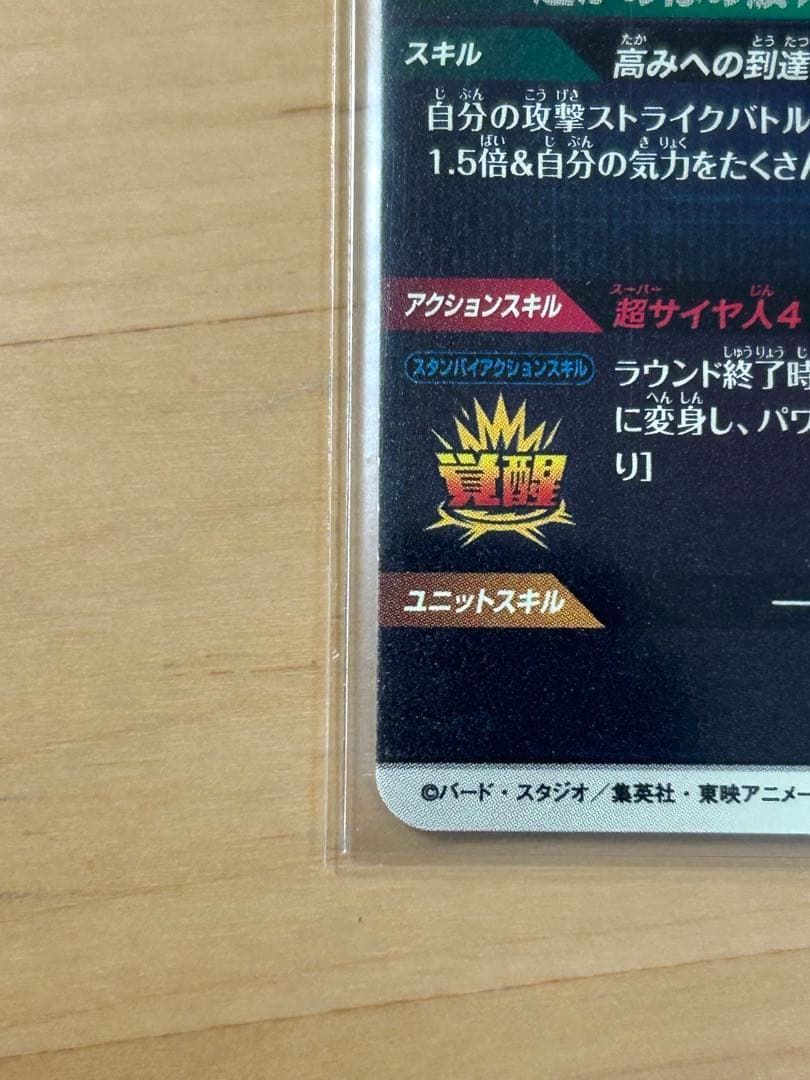 スキル
高みへの到達
自分の攻撃ストライクバトル
1.5倍&自分の気力をたくさん
アクションスキル
超サイヤ人4
スタンバイアクションスキル
ラウンド終了時
に変身し、パワ
り]
覚醒
ユニットスキル
©バード・スタジオ／集英社・東映アニメー